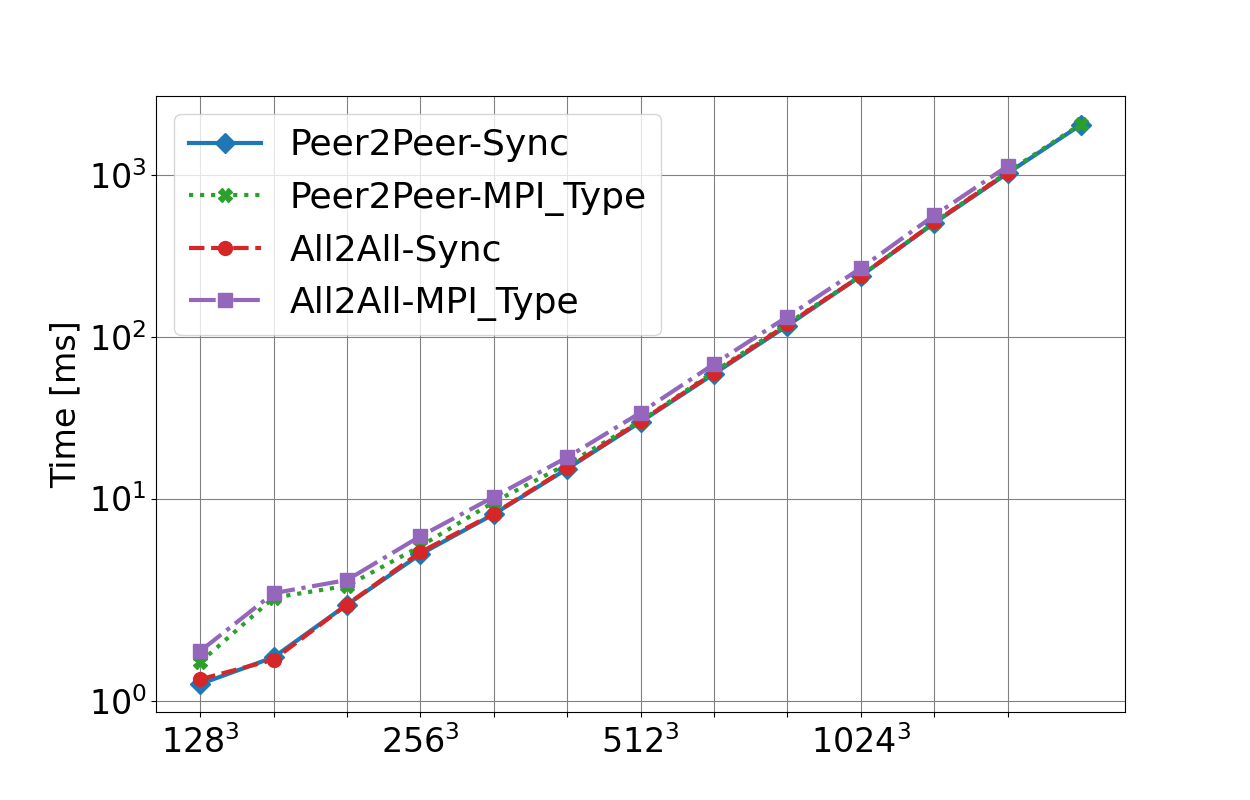 Peer2Peer-Sync
Peer2Peer-MPI_Type
All2All-Sync
All2All-MPI_Type
Time [ms]
10³
10²
10¹
10⁰
128³
256³
512³
1024³